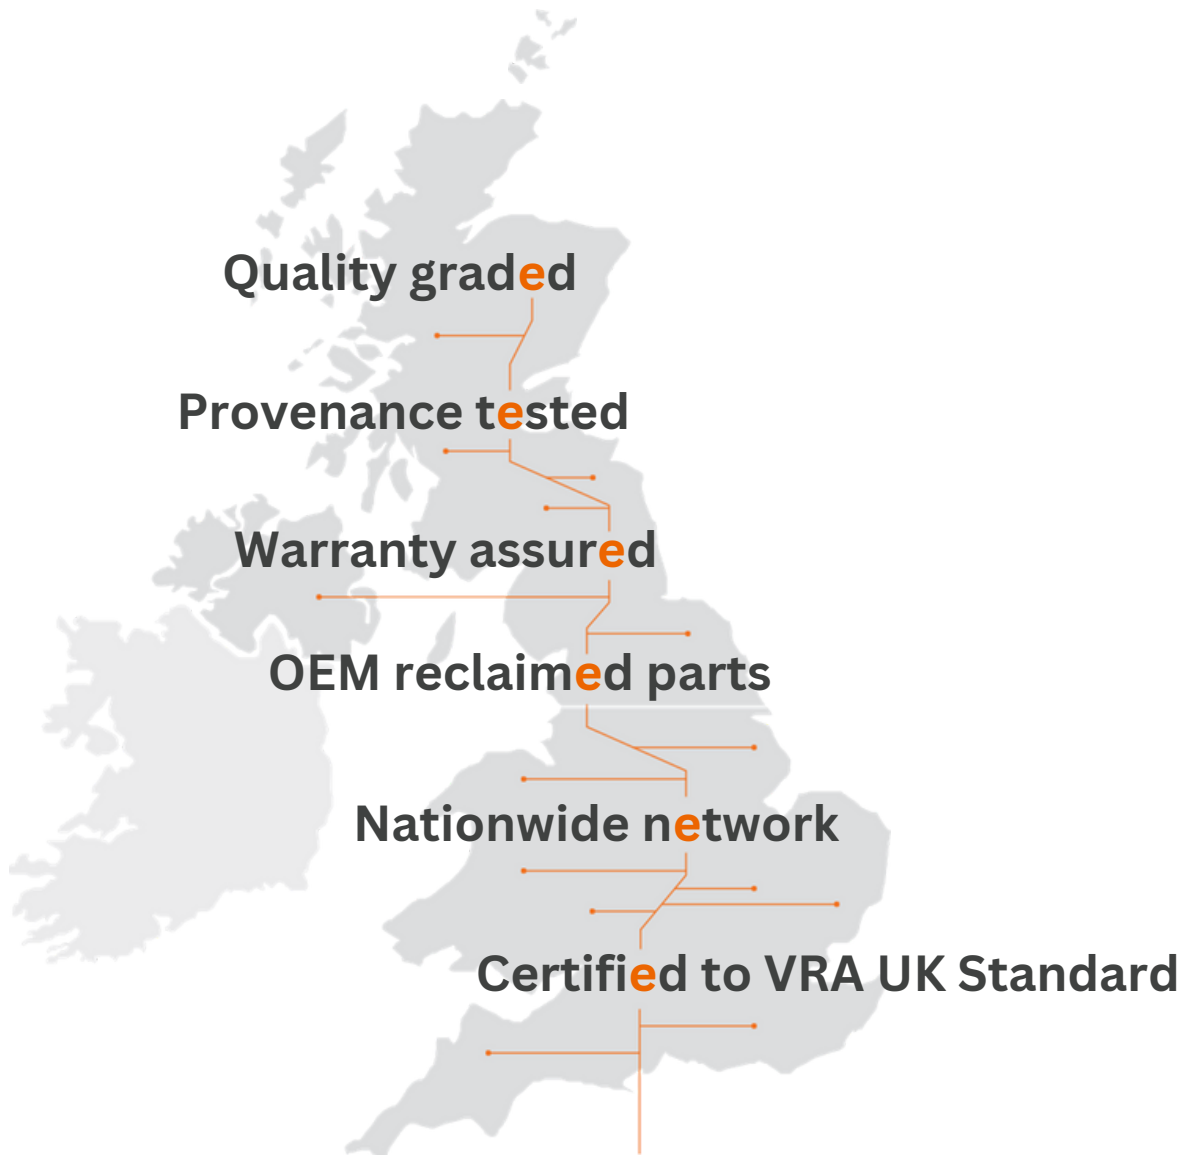 Quality graded
Provenance tested
Warranty assured
OEM reclaimed parts
Nationwide network
Certified to VRA UK Standard